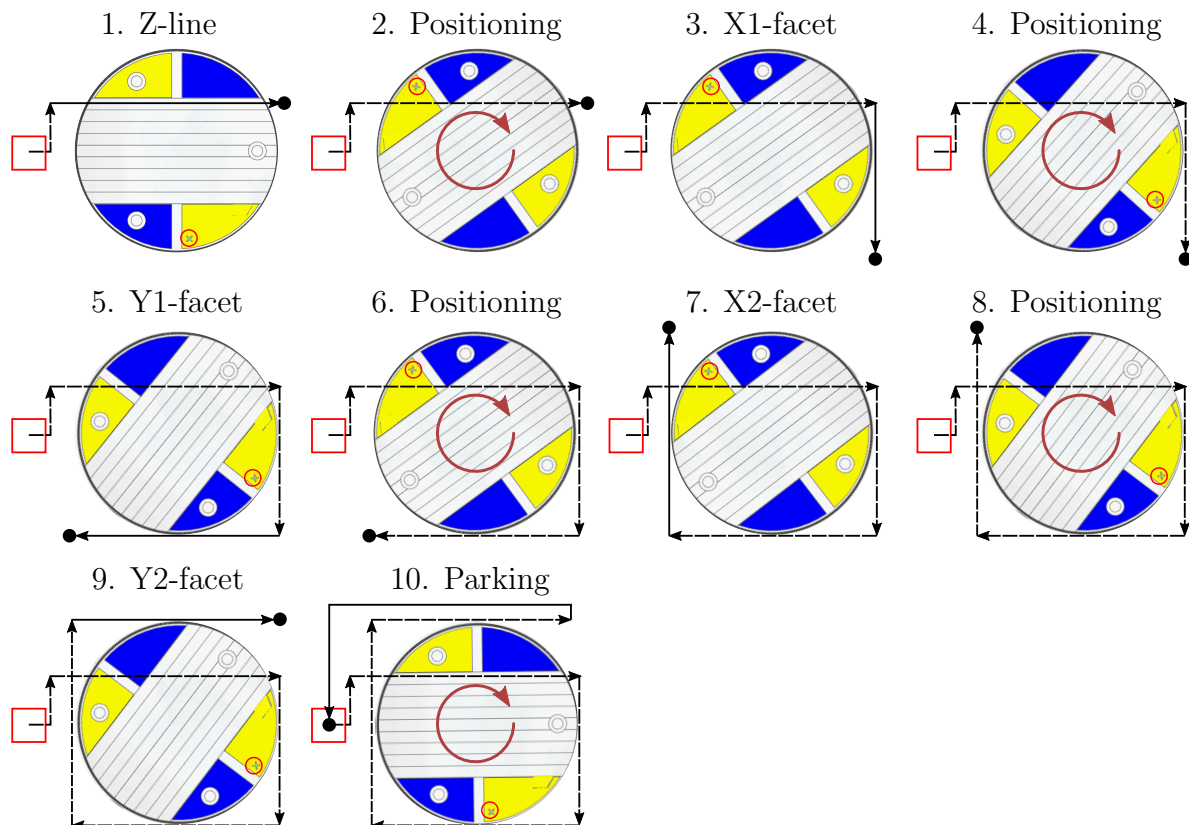 1. Z-line
2. Positioning
3. X1-facet
4. Positioning
5. Y1-facet
6. Positioning
7. X2-facet
8. Positioning
9. Y2-facet
10. Parking